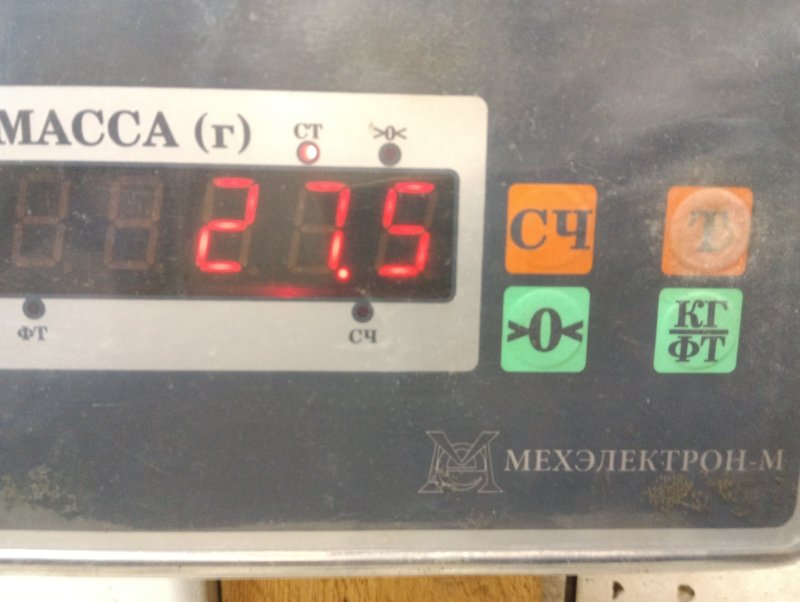 МАССА (г)
СТ
>0<
27.5
ФТ
СЧ
СЧ
Т
>0<
КГ
ФТ
МЕХЭЛЕКТРОН-М